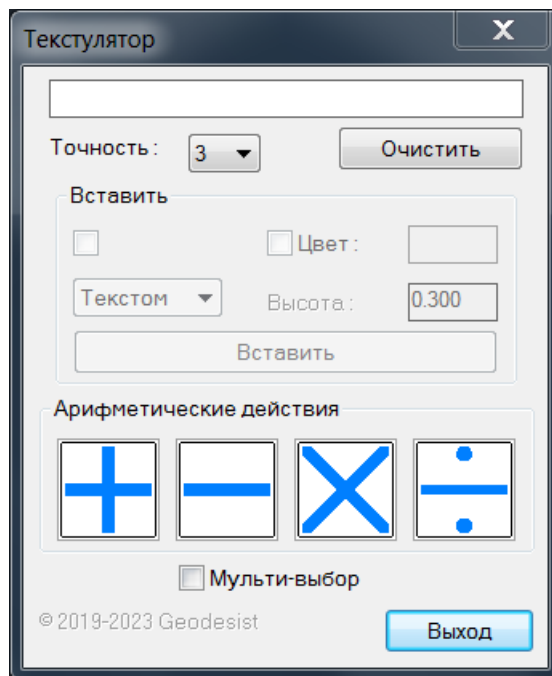 Текстулятор
X
Точность: 3 Очистить
Вставить
Цвет:
Текстом Высота: 0.300
Вставить
Арифметические действия
Мульти-выбор
© 2019-2023 Geodesist
Выход